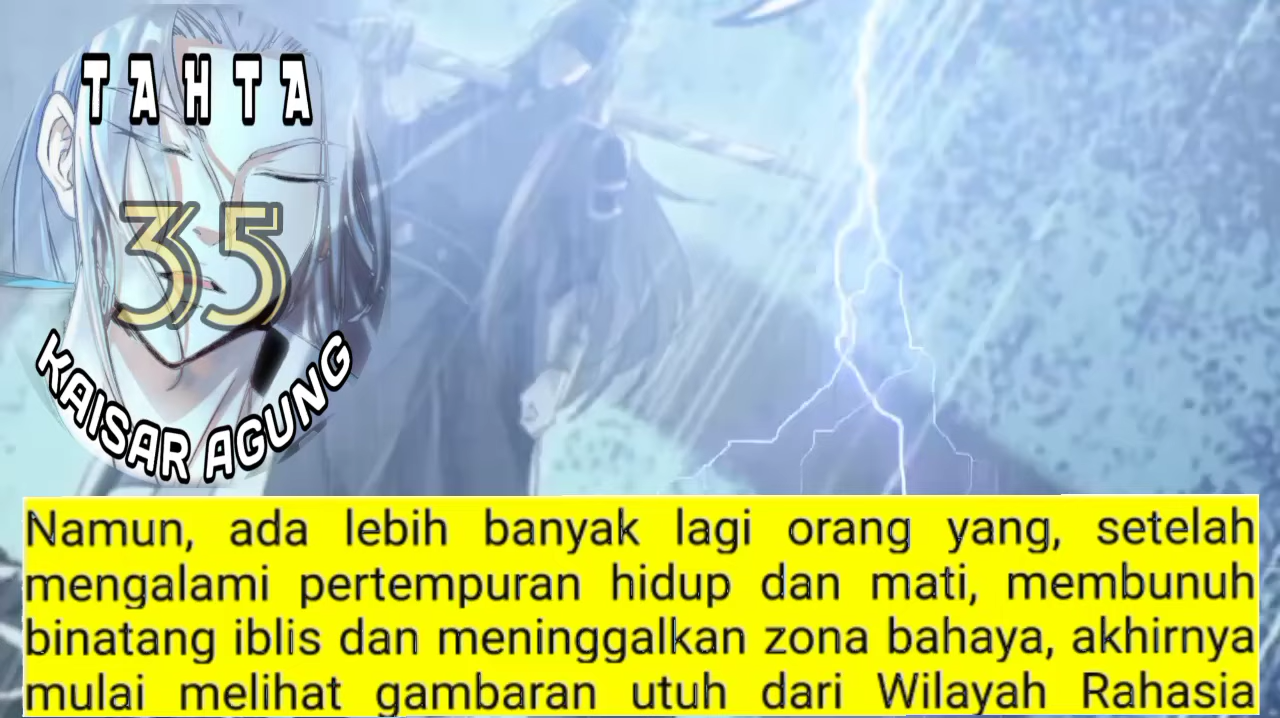 TAHTA
35
KAISAR AGUNG
Namun, ada lebih banyak lagi orang yang, setelah
mengalami pertempuran hidup dan mati, membunuh
binatang iblis dan meninggalkan zona bahaya, akhirnya
mulai melihat gambaran utuh dari Wilayah Rahasia